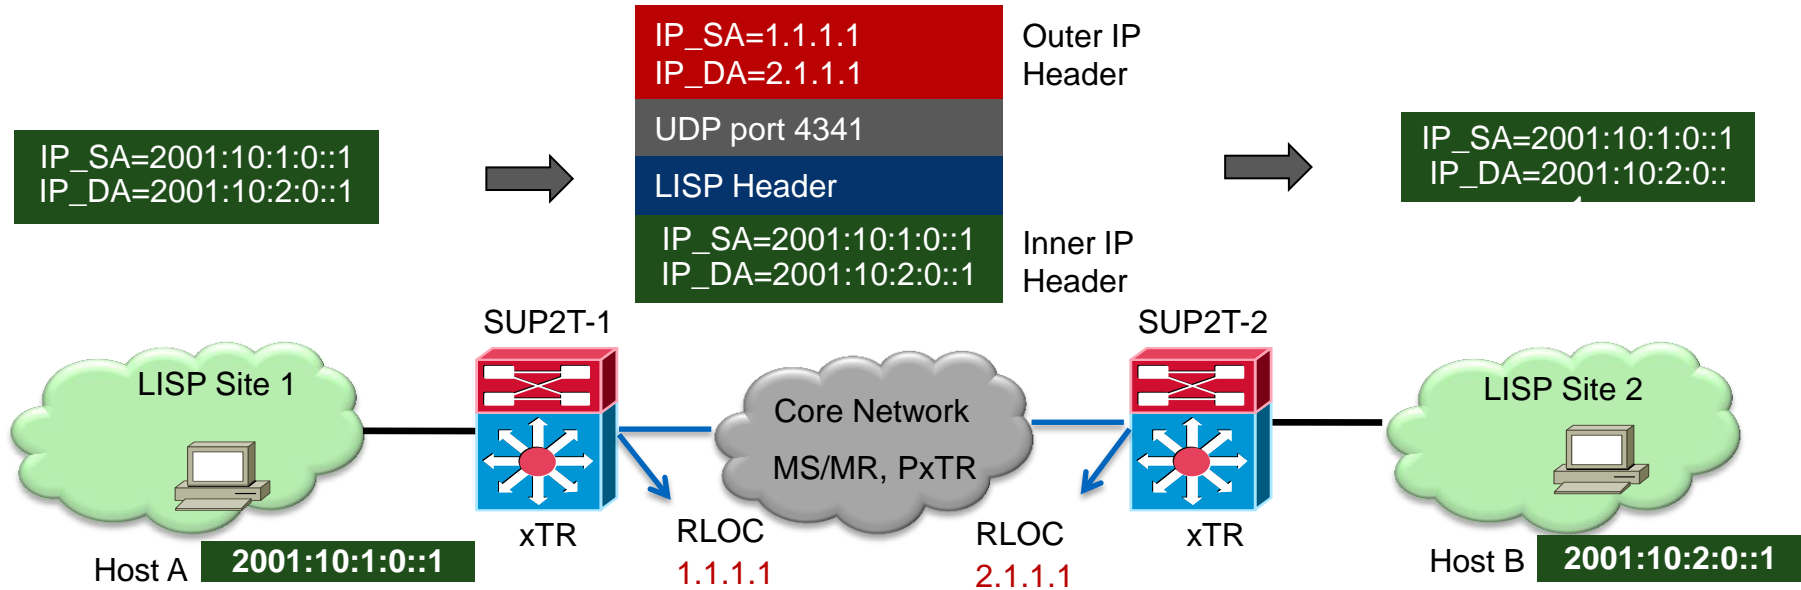 IP_SA=1.1.1.1
IP_DA=2.1.1.1
Outer IP
Header
UDP port 4341
LISP Header
IP_SA=2001:10:1:0::1
IP_DA=2001:10:2:0::1
Inner IP
Header
IP_SA=2001:10:1:0::1
IP_DA=2001:10:2:0::1
IP_SA=2001:10:1:0::1
IP_DA=2001:10:2:0::
SUP2T-1
SUP2T-2
LISP Site 1
Core Network
MS/MR, PxTR
LISP Site 2
xTR
RLOC
1.1.1.1
RLOC
2.1.1.1
xTR
Host A
2001:10:1:0::1
Host B
2001:10:2:0::1